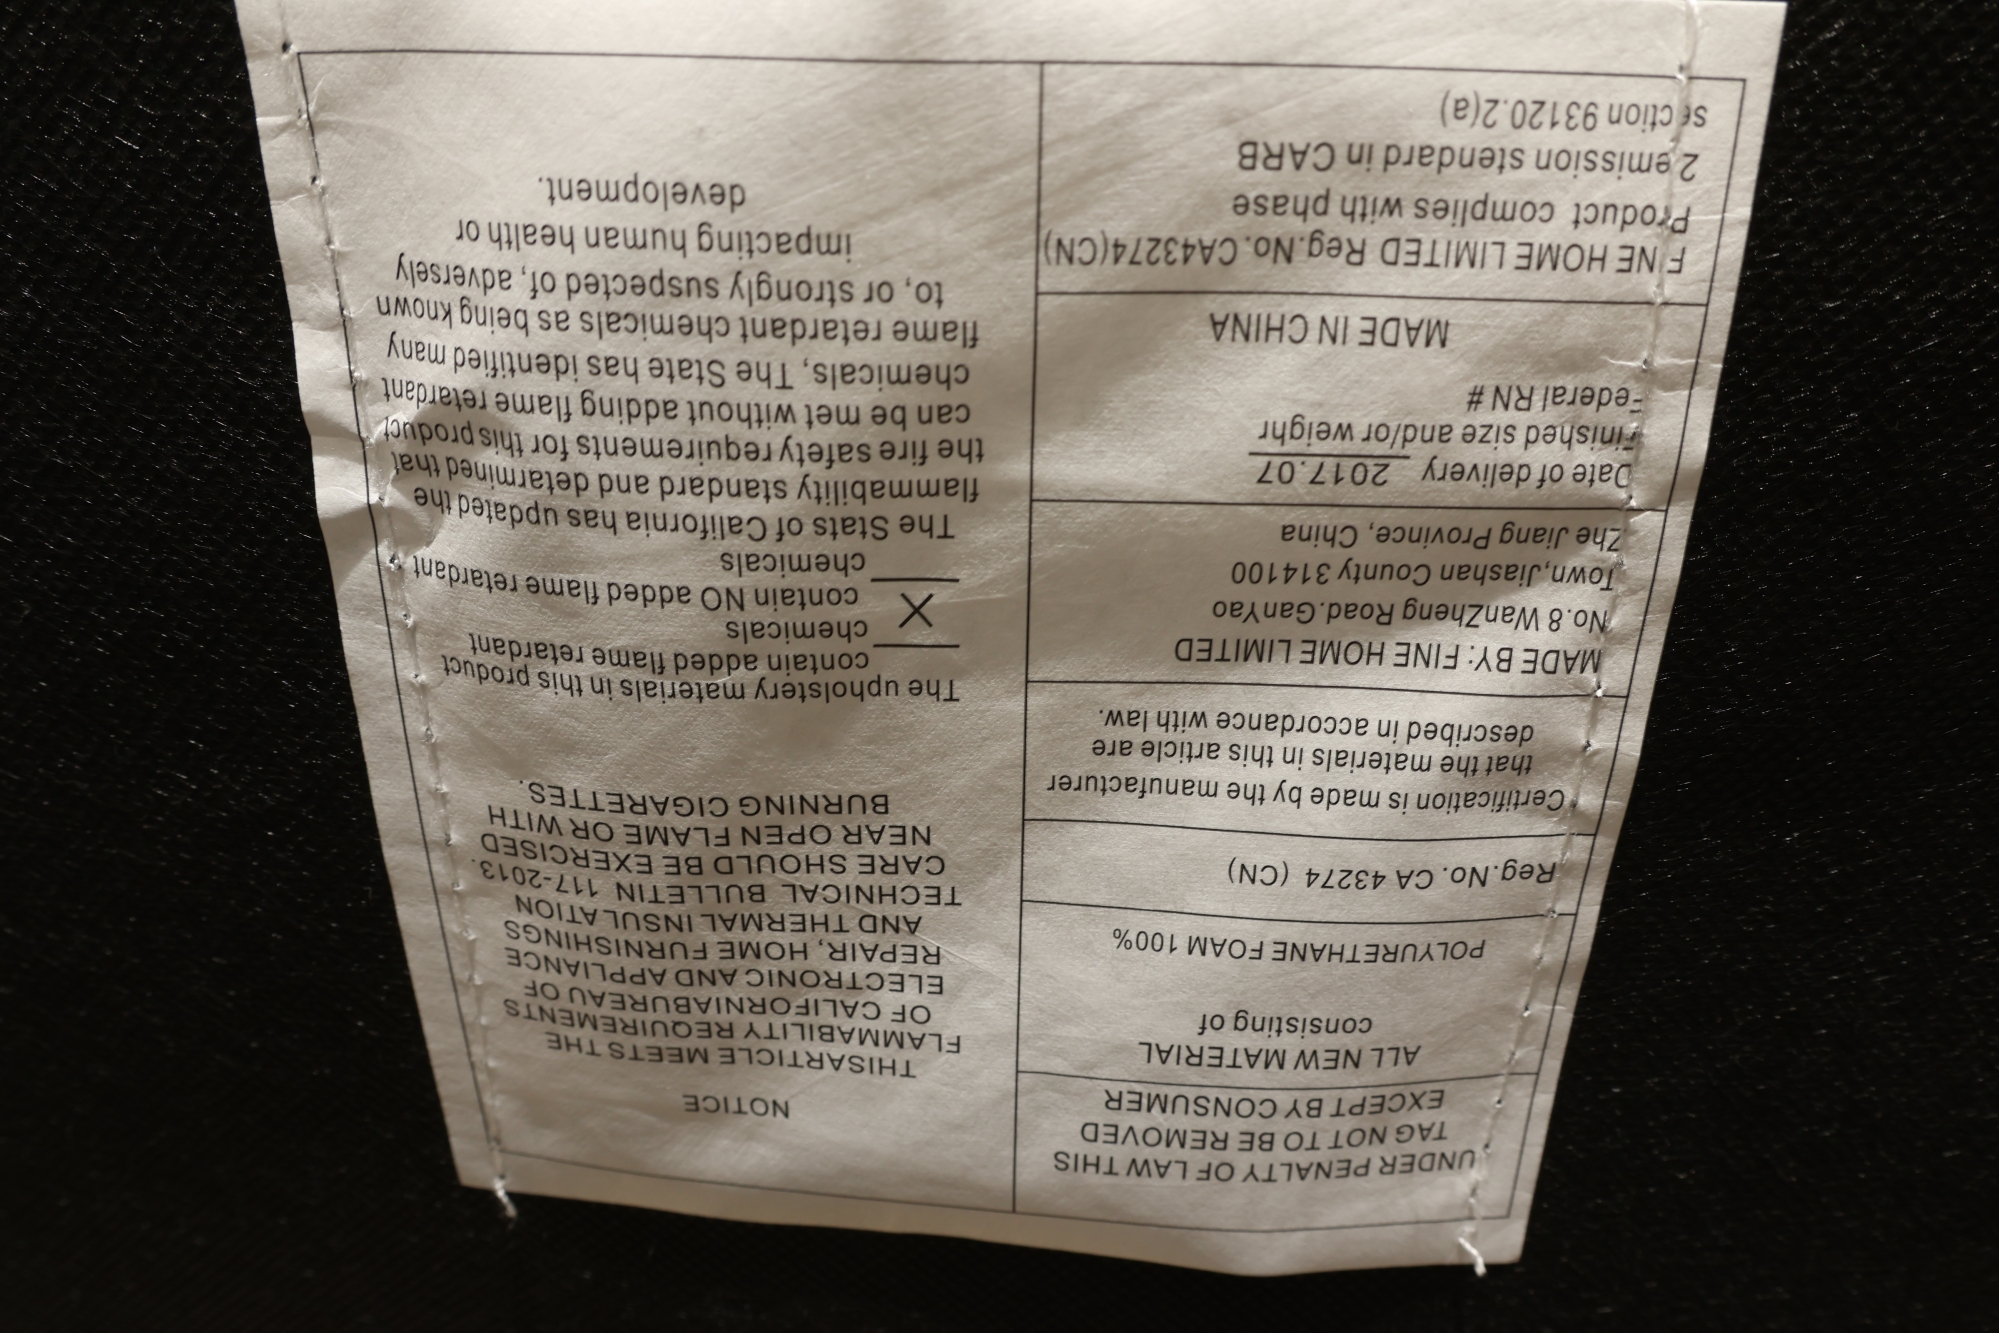 UNDER PENALTY OF LAW THIS
TAG NOT TO BE REMOVED
EXCEPT BY CONSUMER
ALL NEW MATERIAL
consisting of
POLYURETHANE FOAM 100%
Reg.No. CA 43274 (CN)
Certification is made by the manufacturer
that the materials in this article are
described in accordance with law.
MADE BY: FINE HOME LIMITED
No.8 WanZheng Road.GanYao
Town,Jiashan County 314100
Zhe Jiang Province, China
Date of delivery 2017.07
Finished size and/or weighr
Federal RN #
MADE IN CHINA
FINE HOME LIMITED Reg.No.CA43274(CN)
Product complies with phase
2 emission stendard in CARB
section 93120.2(a)
NOTICE
THISARTICLE MEETS THE
FLAMMABILITY REQUIREMENTS
OF CALIFORNIABUREAU OF
ELECTRONIC AND APPLIANCE
REPAIR, HOME FURNISHINGS
AND THERMAL INSULATION
TECHNICAL BULLETIN 117-2013.
CARE SHOULD BE EXERCISED
NEAR OPEN FLAME OR WITH
BURNING CIGARETTES.
The upholstery materials in this product
contain added flame retardant
chemicals
X contain NO added flame retardant
chemicals
The Stats of California has updated the
flammability standard and detarmined that
the fire safety requirements for this product
can be met without adding flame retardant
chemicals, The State has identified many
flame retardant chemicals as being known
to, or strongly suspected of, adversely
impacting human health or
development.